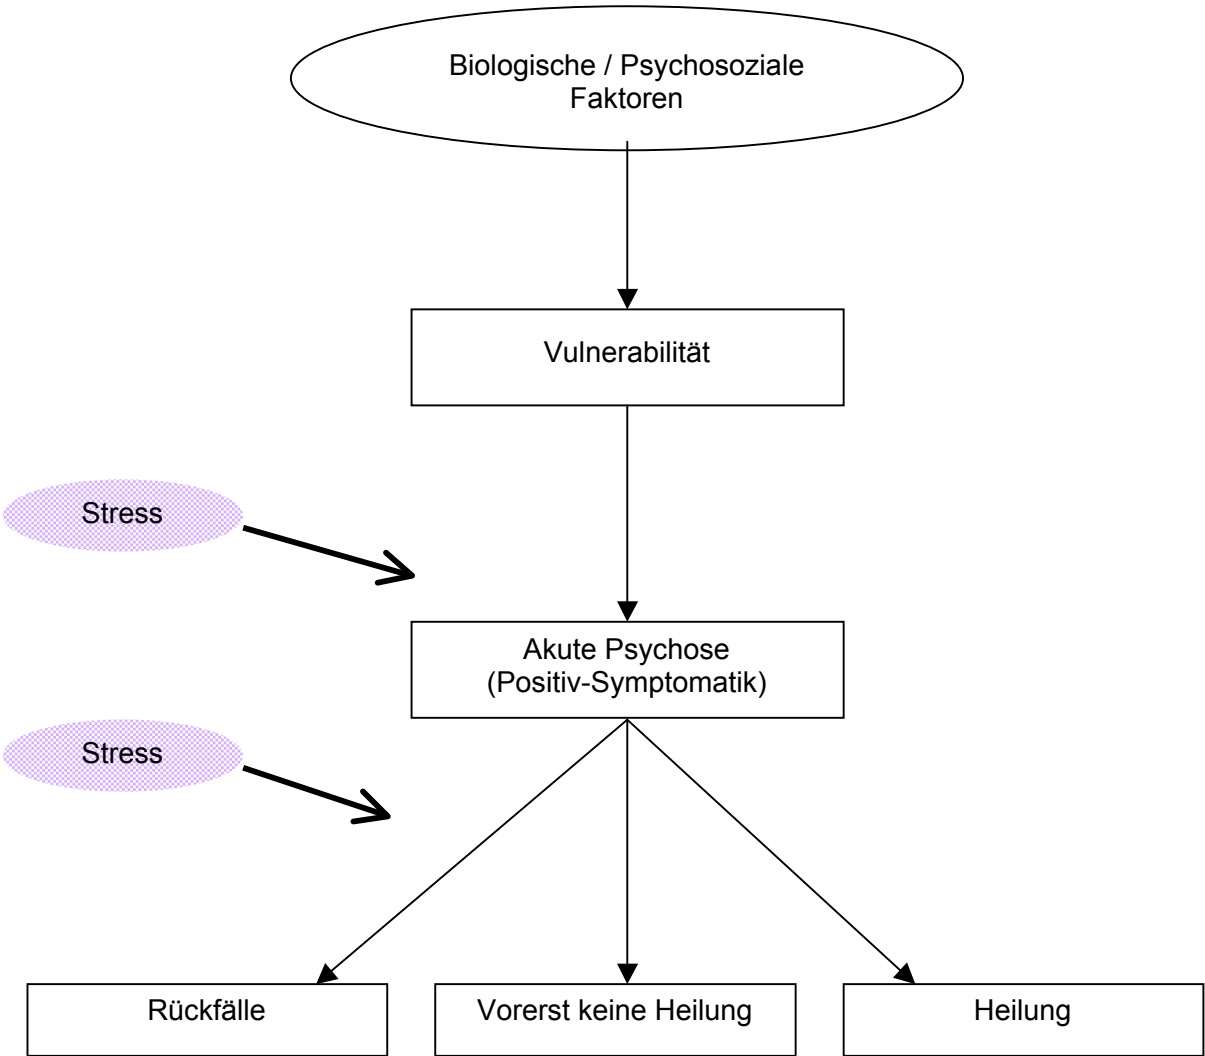 Biologische / Psychosoziale
Faktoren
Vulnerabilität
Stress
Akute Psychose
(Positiv-Symptomatik)
Stress
Rückfälle
Vorerst keine Heilung
Heilung